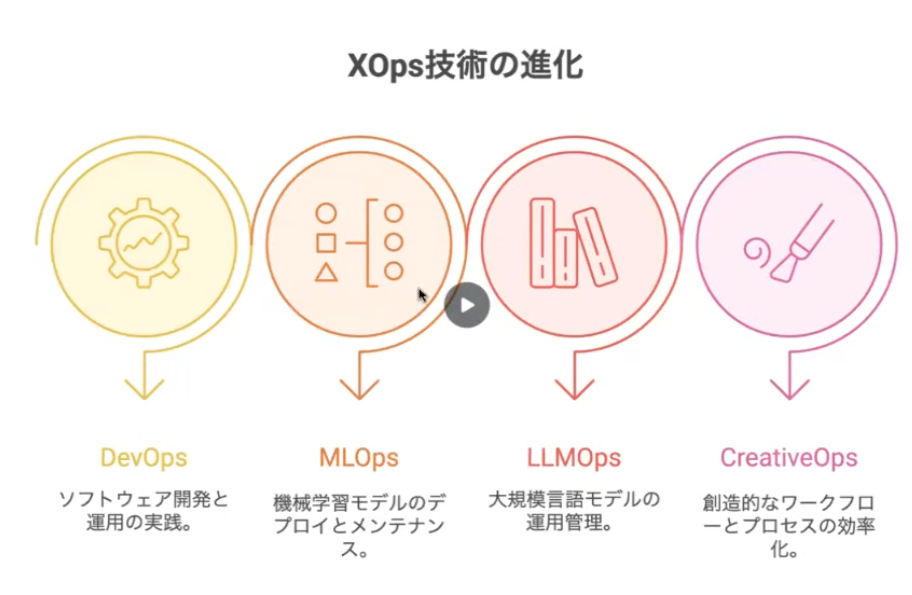 XOps技術の進化
DevOps
ソフトウェア開発と
運用の実践。
MLOps
機械学習モデルのデ
プロイとメンテナン
ス。
LLMOps
大規模言語モデルの
運用管理。
CreativeOps
創造的なワークフロ
ーとプロセスの効率
化。